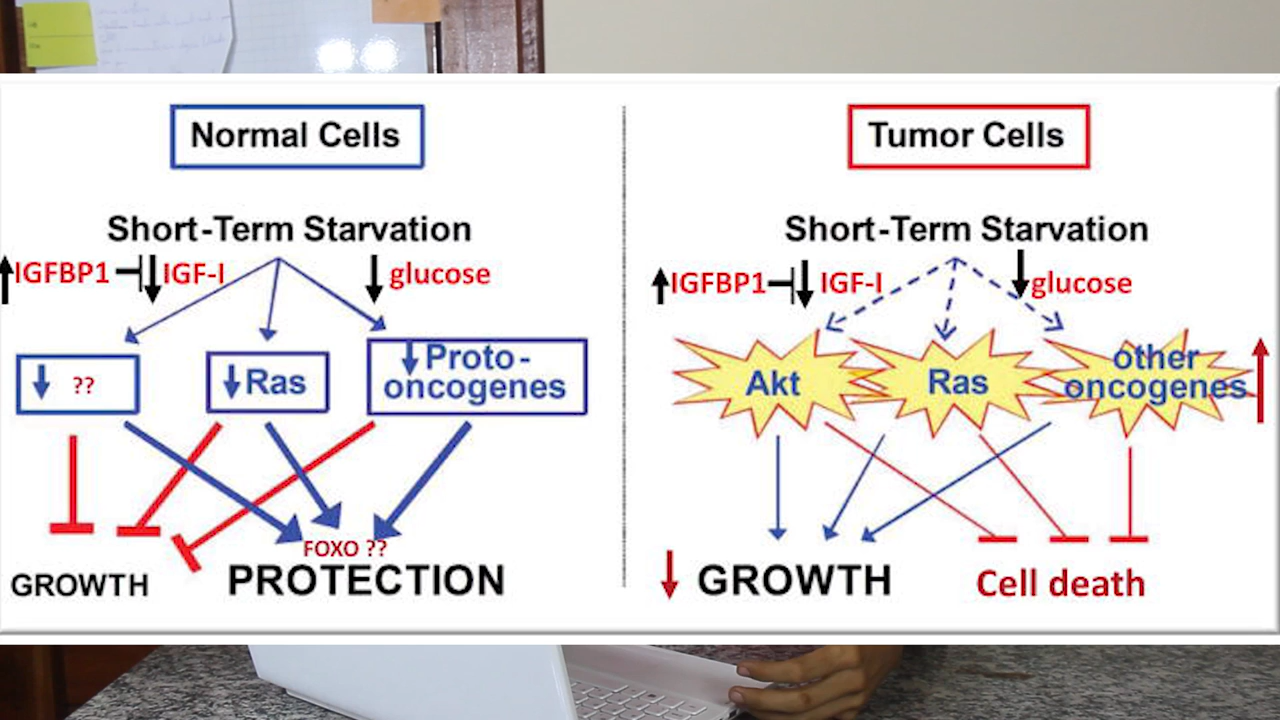 Normal Cells
Short-Term Starvation
IGFBP1 IGF-I glucose
??
Ras
Proto-
oncogenes
FOXO ??
GROWTH PROTECTION
Tumor Cells
Short-Term Starvation
IGFBP1 IGF-I glucose
Akt
Ras
other
oncogenes
GROWTH Cell death